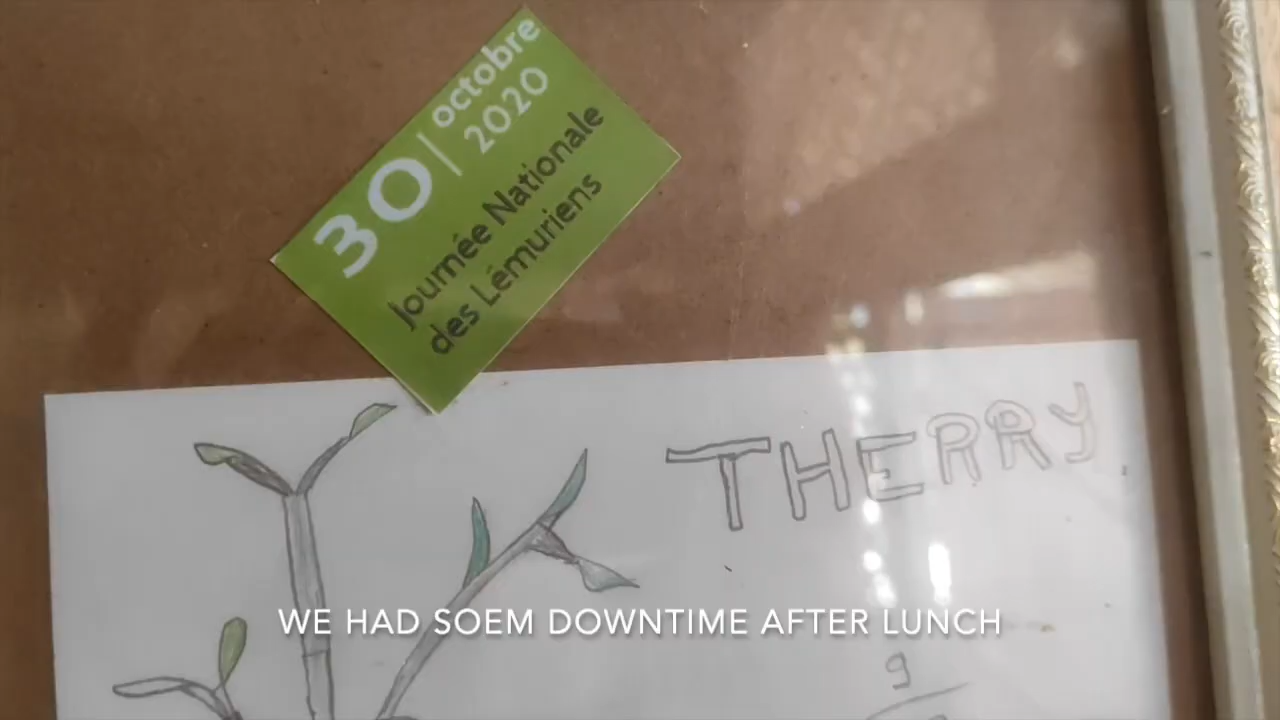 30 | octobre
2020
Journée Nationale
des Lémuriens
THERRY
WE HAD SOEM DOWNTIME AFTER LUNCH
9